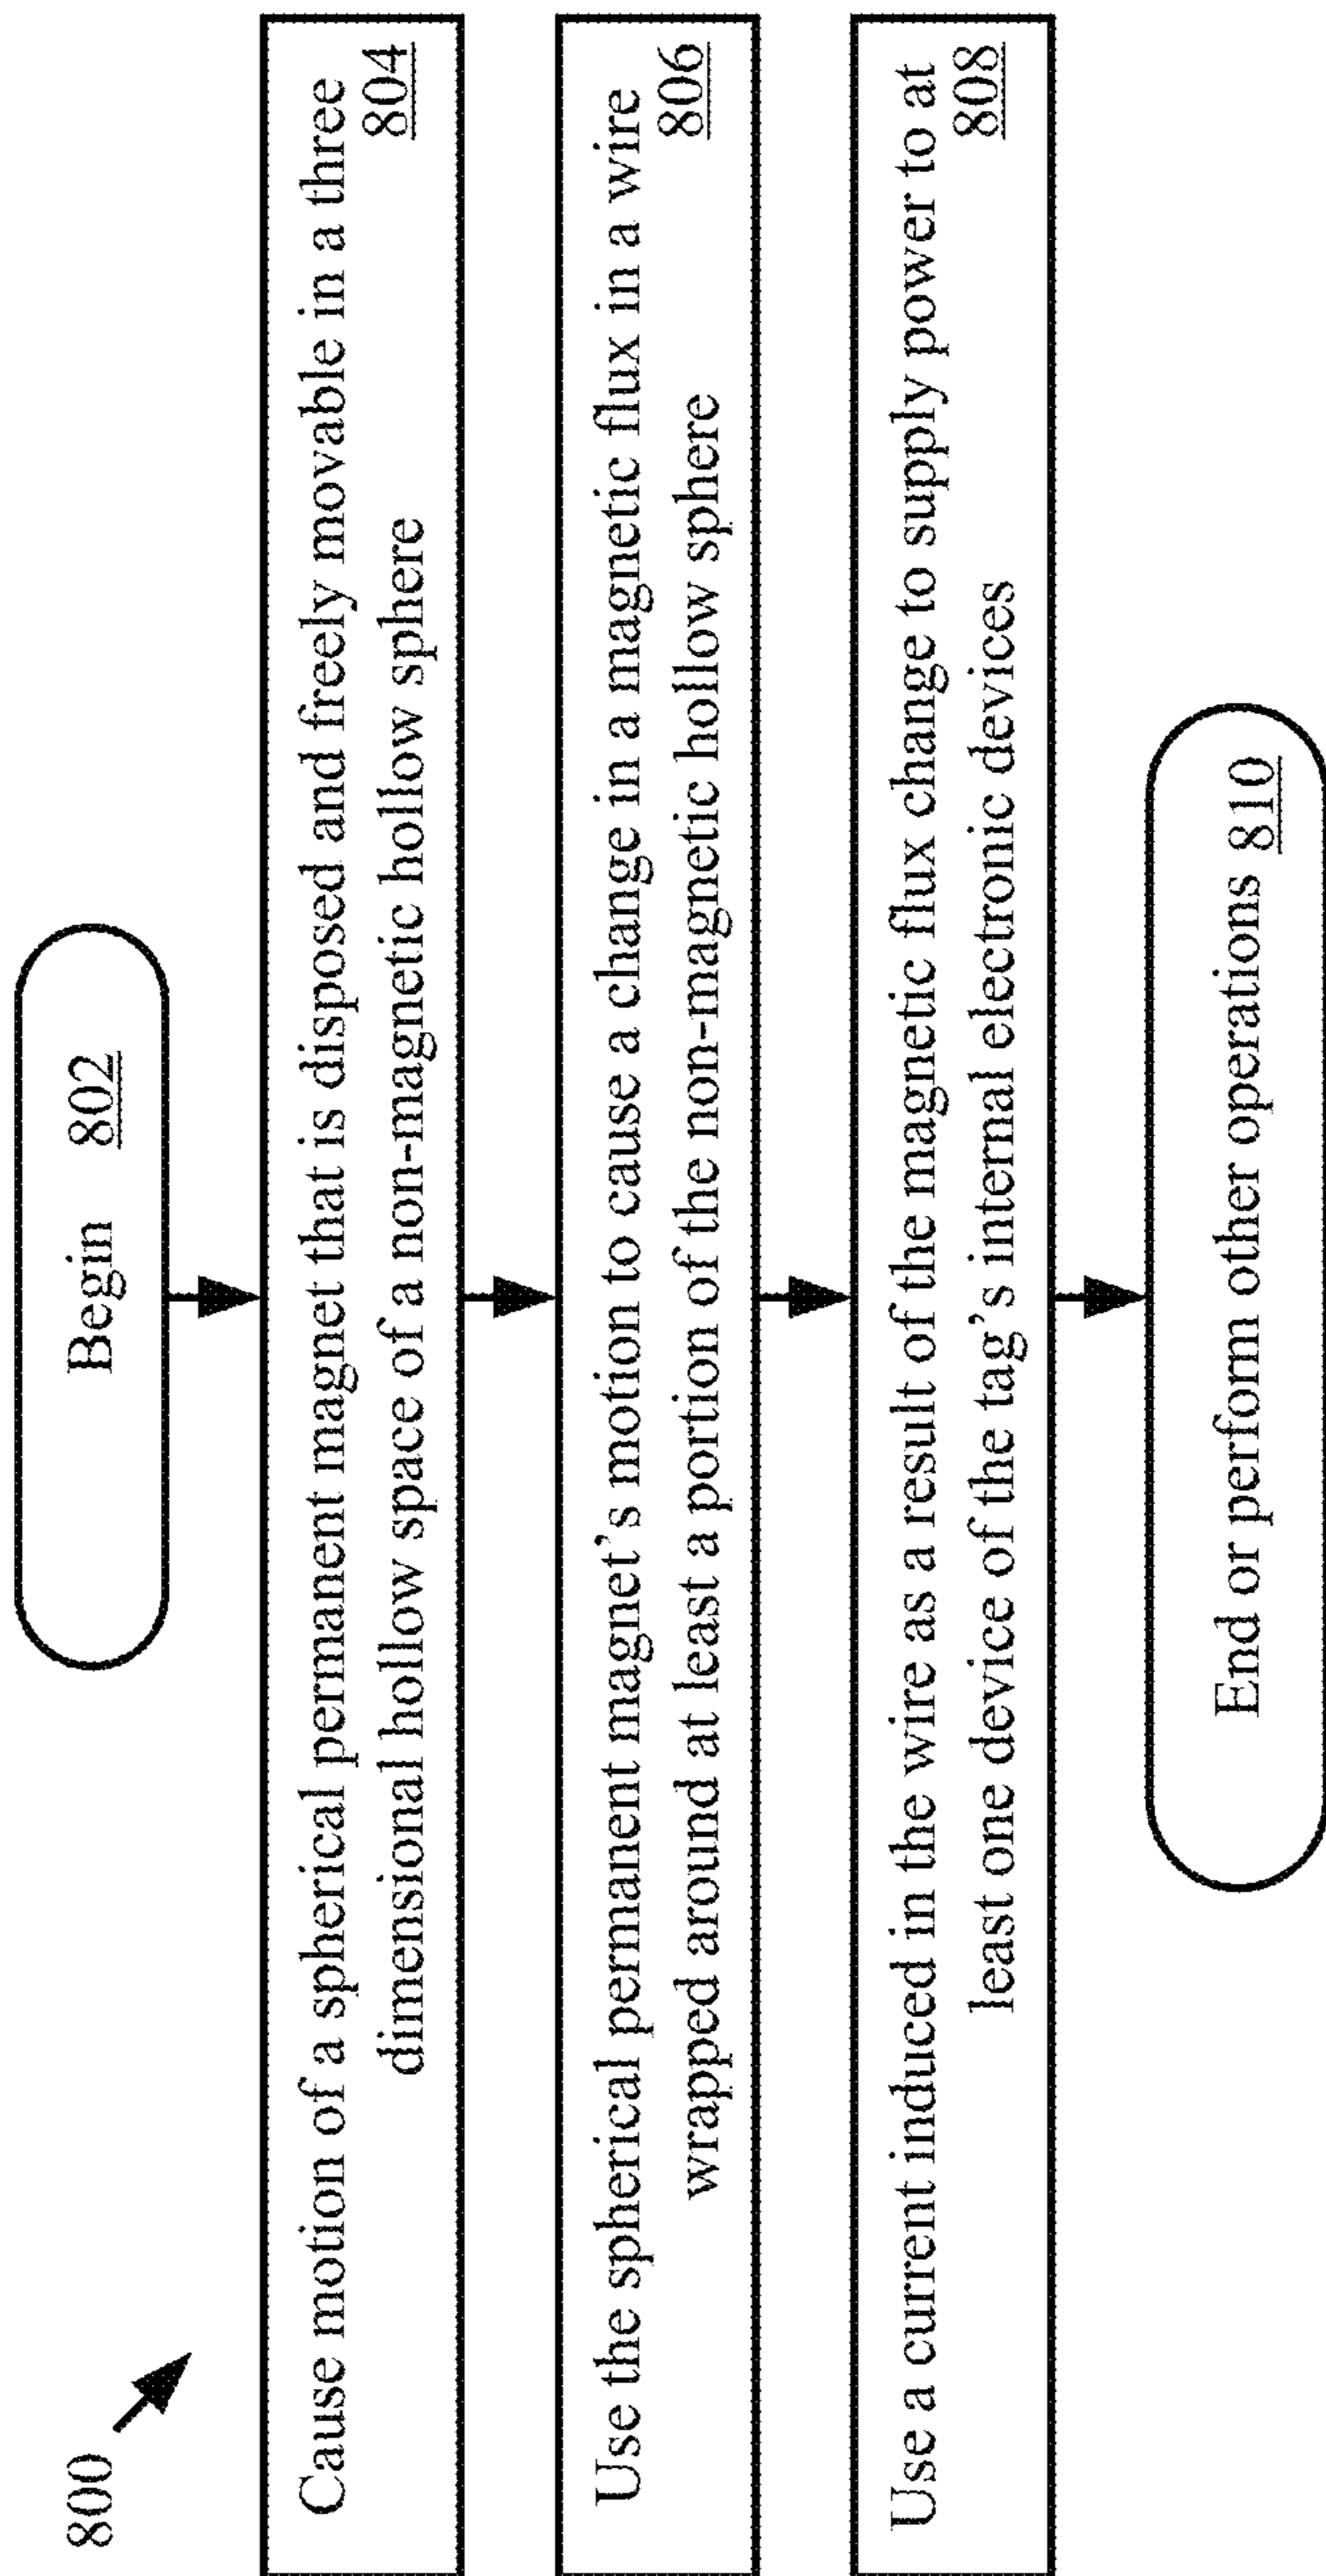 800
Begin 802
Cause motion of a spherical permanent magnet that is disposed and freely movable in a three
dimensional hollow space of a non-magnetic hollow sphere
804
Use the spherical permanent magnet's motion to cause a change in a magnetic flux in a wire
wrapped around at least a portion of the non-magnetic hollow sphere
806
Use a current induced in the wire as a result of the magnetic flux change to supply power to at
least one device of the tag's internal electronic devices
808
End or perform other operations 810